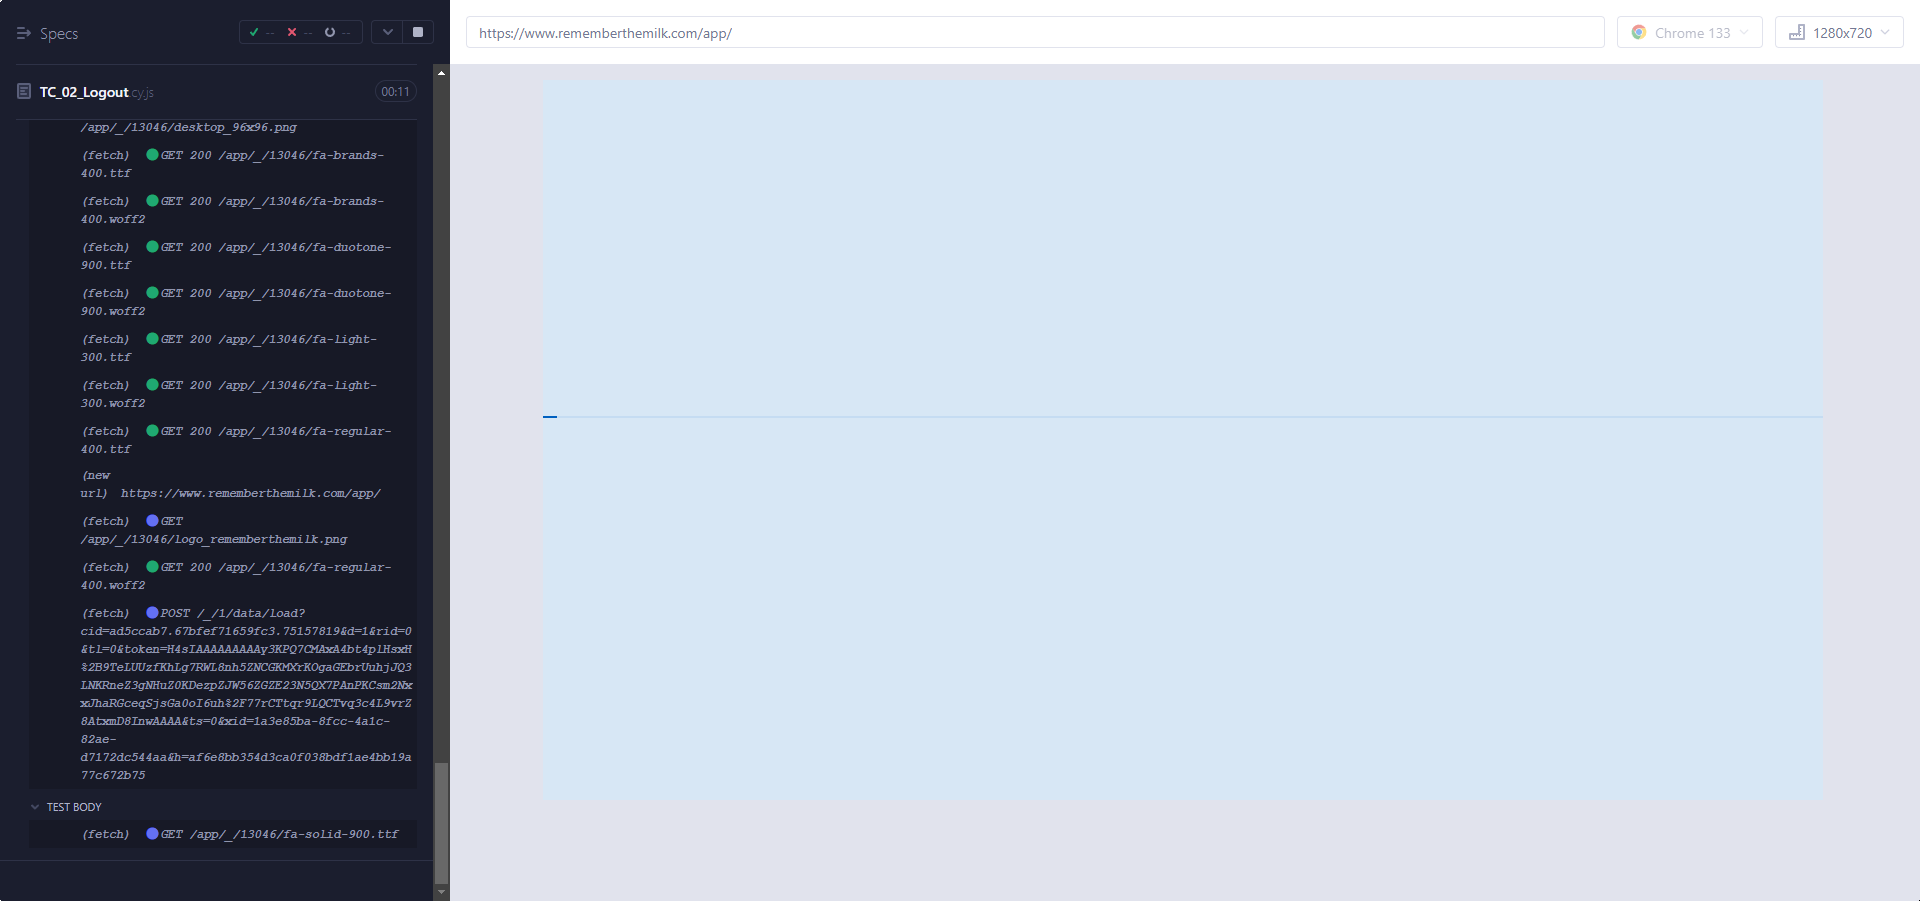 Specs
-- -- --
https://www.rememberthemilk.com/app/
Chrome 133
1280x720
TC_02_Logout.cy.js
00:11
/app/_/13046/desktop_96x96.png
(fetch) GET 200 /app/_/13046/fa-brands-
400.ttf
(fetch) GET 200 /app/_/13046/fa-brands-
400.woff2
(fetch) GET 200 /app/_/13046/fa-duotone-
900.ttf
(fetch) GET 200 /app/_/13046/fa-duotone-
900.woff2
(fetch) GET 200 /app/_/13046/fa-light-
300.ttf
(fetch) GET 200 /app/_/13046/fa-light-
300.woff2
(fetch) GET 200 /app/_/13046/fa-regular-
400.ttf
(new
url) https://www.rememberthemilk.com/app/
(fetch) GET
/app/_/13046/logo_rememberthemilk.png
(fetch) GET 200 /app/_/13046/fa-regular-
400.woff2
(fetch) POST /_/1/data/load?
cid=ad5ccab7.67bfef71659fc3.75157819&d=1&rid=0
&tl=0&token=H4sIAAAAAAAAAy3KPQ7CMAxA4bt4plHsxH
%2B9TeLUUzfKhLg7RWL8nh5ZNCGKMXrKOgaGEbrUuhjJQ3
LNKRneZ3gNHuZ0KDezpZJW56ZGZE23N5QX7PAnPKCsm2Nx
xJhaRGceqSjsGa0oI6uh%2F77rCTtqr9LQCTvq3c4L9vrZ
8AtxmD8InwAAAA&ts=0&xid=1a3e85ba-8fcc-4a1c-
82ae-
d7172dc544aa&h=af6e8bb354d3ca0f038bdf1ae4bb19a
77c672b75
TEST BODY
(fetch) GET /app/_/13046/fa-solid-900.ttf